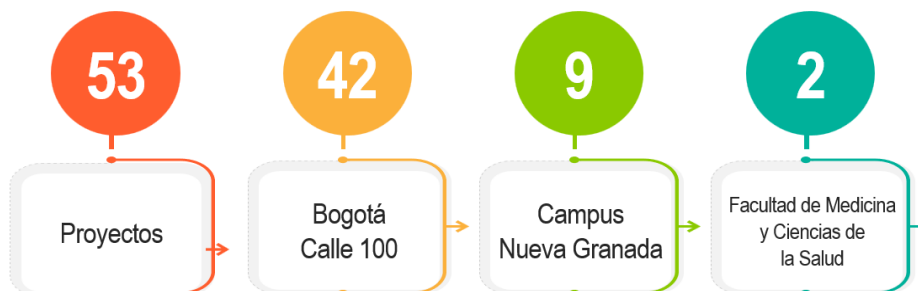 53
Proyectos
42
Bogotá
Calle 100
9
Campus
Nueva Granada
2
Facultad de Medicina
y Ciencias de
la Salud